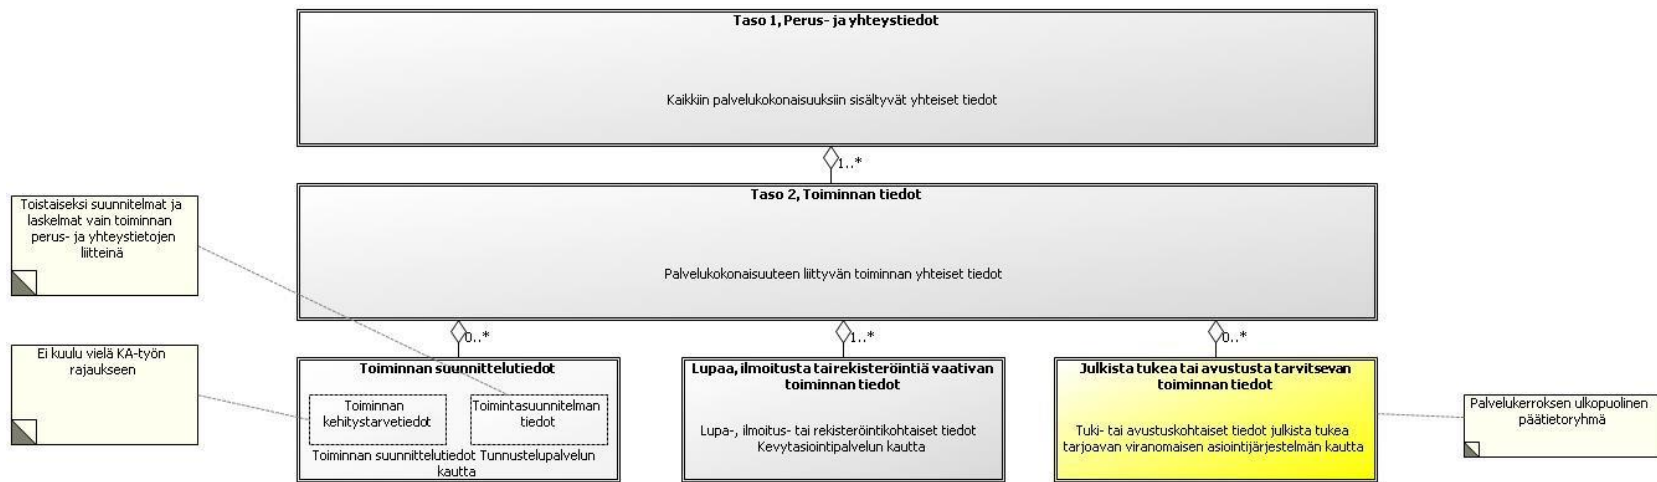 Taso 1, Perus- ja yhteystiedot
Kaikkiin palvelukokonaisuuksiin sisältyvät yhteiset tiedot
1..*
Taso 2, Toiminnan tiedot
Palvelukokonaisuuteen liittyvän toiminnan yhteiset tiedot
Toistaiseksi suunnitelmat ja
laskelmat vain toiminnan
perus- ja yhteystietojen
liitteinä
Ei kuulu vielä KA-työn
rajaukseen
0..*
Toiminnan suunnittelutiedot
Toiminnan
kehitystarvetiedot
Toimintasuunnitelman
tiedot
Toiminnan suunnittelutiedot Tunnustelupalvelun
kautta
1..*
Lupaa, ilmoitusta tai rekisteröintiä vaativan
toiminnan tiedot
Lupa-, ilmoitus- tai rekisteröintikohtaiset tiedot
Kevytasiointipalvelun kautta
0..*
Julkista tukea tai avustusta tarvitsevan
toiminnan tiedot
Tuki- tai avustuskohtaiset tiedot julkista tukea
tarjoavan viranomaisen asiointijärjestelmän kautta
Palvelukerroksen ulkopuolinen
päätietoryhmä